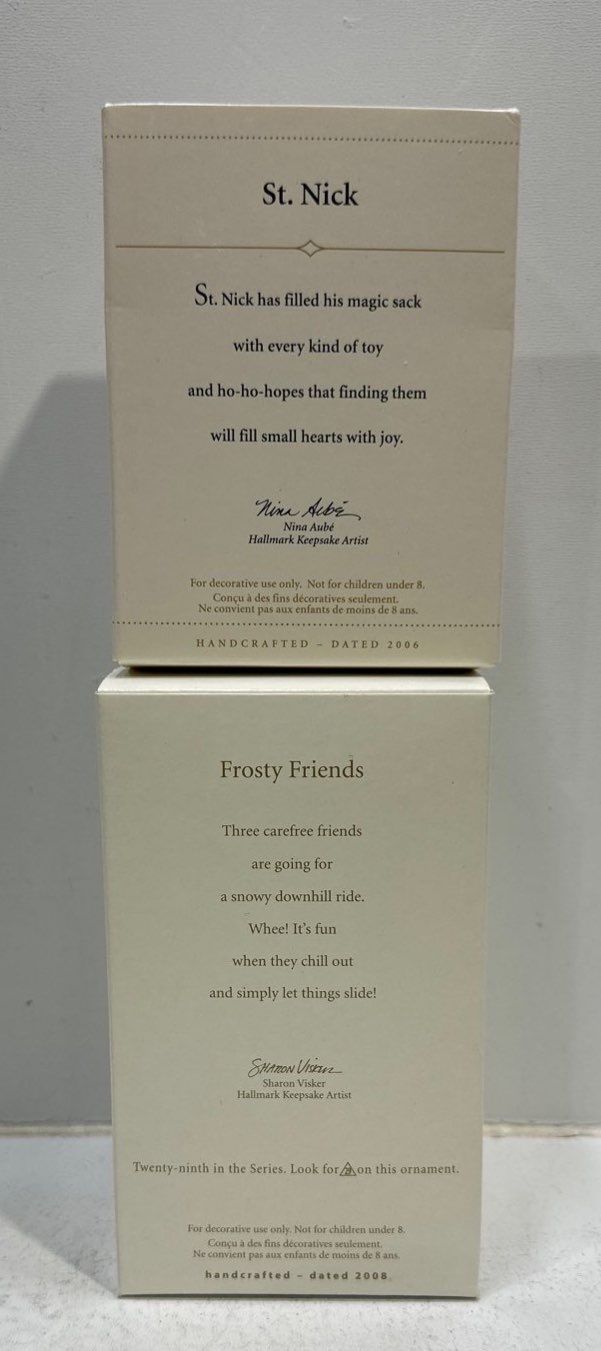 St. Nick
St. Nick has filled his magic sack
with every kind of toy
and ho-ho-hopes that finding them
will fill small hearts with joy.
Nina Aubé
Nina Aubé
Hallmark Keepsake Artist
For decorative use only. Not for children under 8.
Conçu à des fins décoratives seulement.
Ne convient pas aux enfants de moins de 8 ans.
HANDCRAFTED – DATED 2006
Frosty Friends
Three carefree friends
are going for
a snowy downhill ride.
Whee! It's fun
when they chill out
and simply let things slide!
SHARON VISKER
Sharon Visker
Hallmark Keepsake Artist
Twenty-ninth in the Series. Look for on this ornament.
For decorative use only. Not for children under 8.
Conçu à des fins décoratives seulement.
Ne convient pas aux enfants de moins de 8 ans.
handcrafted – dated 2008